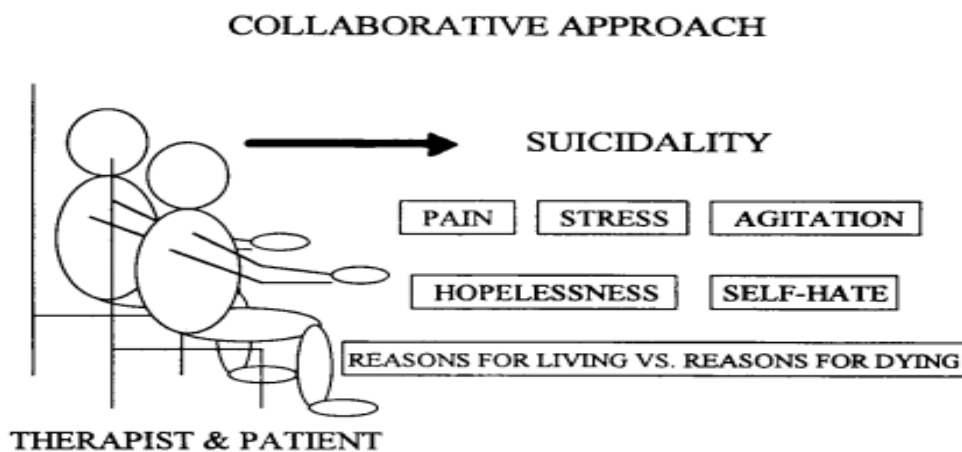 COLLABORATIVE APPROACH
SUICIDALITY
PAIN STRESS AGITATION
HOPELESSNESS SELF-HATE
REASONS FOR LIVING VS. REASONS FOR DYING
THERAPIST & PATIENT